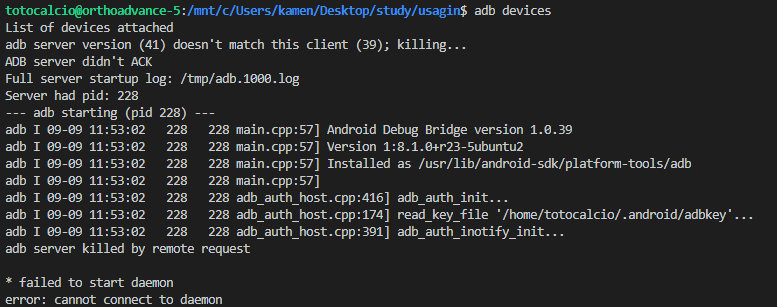 totocalcio@orthoadvance-5:/mnt/c/Users/kamen/Desktop/study/usagin$ adb devices
List of devices attached
adb server version (41) doesn't match this client (39); killing...
ADB server didn't ACK
Full server startup log: /tmp/adb.1000.log
Server had pid: 228
--- adb starting (pid 228) ---
adb I 09-09 11:53:02   228   228 main.cpp:57] Android Debug Bridge version 1.0.39
adb I 09-09 11:53:02   228   228 main.cpp:57] Version 1:8.1.0+r23-5ubuntu2
adb I 09-09 11:53:02   228   228 main.cpp:57] Installed as /usr/lib/android-sdk/platform-tools/adb
adb I 09-09 11:53:02   228   228 main.cpp:57]
adb I 09-09 11:53:02   228   228 adb_auth_host.cpp:416] adb_auth_init...
adb I 09-09 11:53:02   228   228 adb_auth_host.cpp:174] read_key_file '/home/totocalcio/.android/adbkey'...
adb I 09-09 11:53:02   228   228 adb_auth_host.cpp:391] adb_auth_inotify_init...
adb server killed by remote request
* failed to start daemon
error: cannot connect to daemon